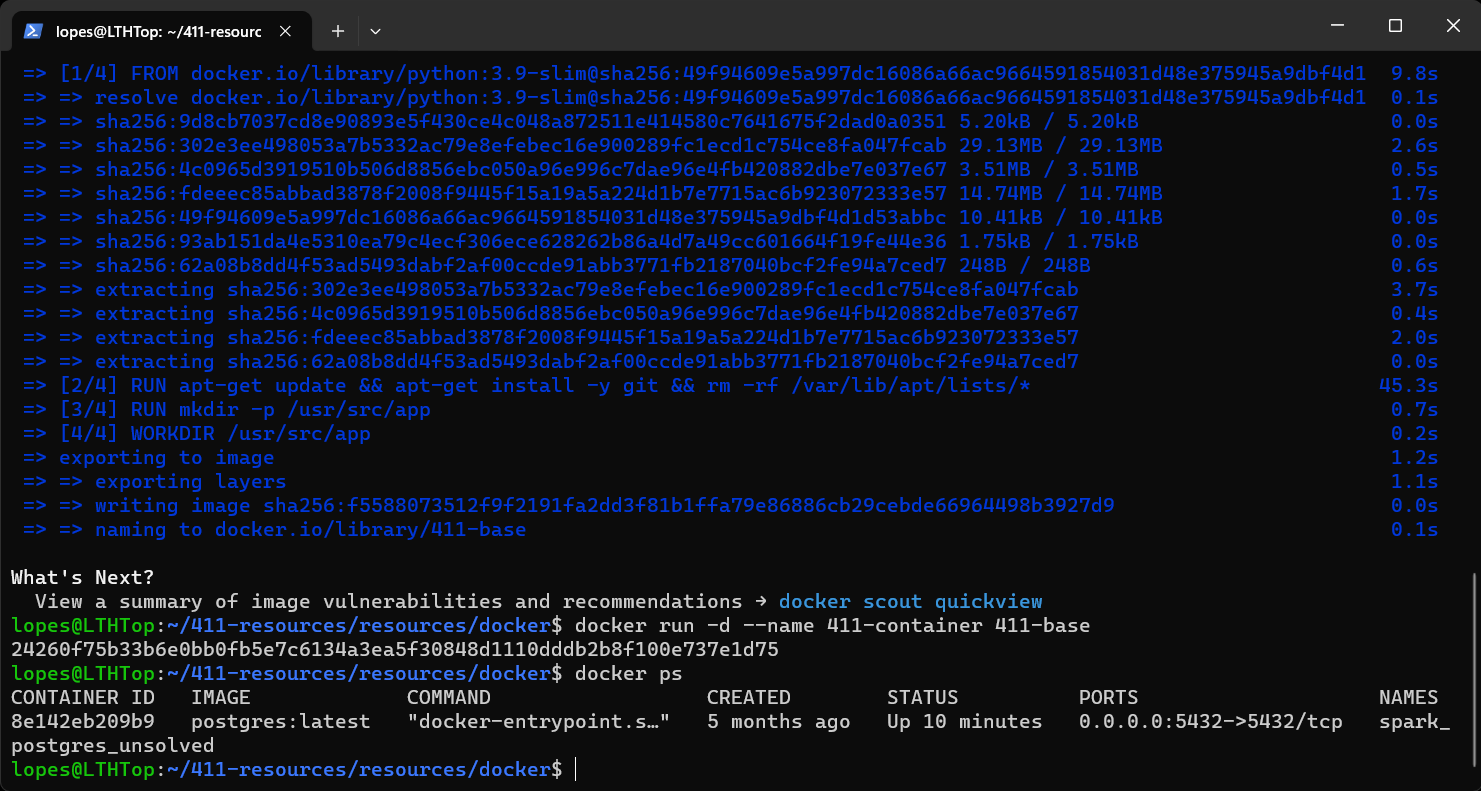 lopes@LTHTop: ~/411-resourc
=> [1/4] FROM docker.io/library/python:3.9-slim@sha256:49f94609e5a997dc16086a66ac9664591854031d48e375945a9dbf4d1 9.8s
=> => resolve docker.io/library/python:3.9-slim@sha256:49f94609e5a997dc16086a66ac9664591854031d48e375945a9dbf4d1 0.1s
=> => sha256:9d8cb7037cd8e90893e5f430ce4c048a872511e414580c7641675f2dad0a0351 5.20kB / 5.20kB 0.0s
=> => sha256:302e3ee498053a7b5332ac79e8efebec16e900289fc1ecd1c754ce8fa047fcab 29.13MB / 29.13MB 2.6s
=> => sha256:4c0965d3919510b506d8856ebc050a96e996c7dae96e4fb420882dbe7e037e67 3.51MB / 3.51MB 0.5s
=> => sha256:fdeeec85abbad3878f2008f9445f15a19a5a224d1b7e7715ac6b923072333e57 14.74MB / 14.74MB 1.7s
=> => sha256:49f94609e5a997dc16086a66ac9664591854031d48e375945a9dbf4d1d53abbc 10.41kB / 10.41kB 0.0s
=> => sha256:93ab151da4e5310ea79c4ecf306ece628262b86a4d7a49cc601664f19fe44e36 1.75kB / 1.75kB 0.0s
=> => sha256:62a08b8dd4f53ad5493dabf2af00ccde91abb3771fb2187040bcf2fe94a7ced7 248B / 248B 0.6s
=> => extracting sha256:302e3ee498053a7b5332ac79e8efebec16e900289fc1ecd1c754ce8fa047fcab 3.7s
=> => extracting sha256:4c0965d3919510b506d8856ebc050a96e996c7dae96e4fb420882dbe7e037e67 0.4s
=> => extracting sha256:fdeeec85abbad3878f2008f9445f15a19a5a224d1b7e7715ac6b923072333e57 2.0s
=> => extracting sha256:62a08b8dd4f53ad5493dabf2af00ccde91abb3771fb2187040bcf2fe94a7ced7 0.0s
=> [2/4] RUN apt-get update && apt-get install -y git && rm -rf /var/lib/apt/lists/* 45.3s
=> [3/4] RUN mkdir -p /usr/src/app 0.7s
=> [4/4] WORKDIR /usr/src/app 0.2s
=> exporting to image 1.2s
=> => exporting layers 1.1s
=> => writing image sha256:f5588073512f9f2191fa2dd3f81b1ffa79e86886cb29cebde66964498b3927d9 0.0s
=> => naming to docker.io/library/411-base 0.1s
What's Next?
View a summary of image vulnerabilities and recommendations → docker scout quickview
lopes@LTHTop:~/411-resources/resources/docker$ docker run -d --name 411-container 411-base
24260f75b33b6e0bb0fb5e7c6134a3ea5f30848d1110dddb2b8f100e737e1d75
lopes@LTHTop:~/411-resources/resources/docker$ docker ps
CONTAINER ID IMAGE COMMAND CREATED STATUS PORTS NAMES
8e142eb209b9 postgres:latest "docker-entrypoint.s…" 5 months ago Up 10 minutes 0.0.0.0:5432->5432/tcp spark_
postgres_unsolved
lopes@LTHTop:~/411-resources/resources/docker$